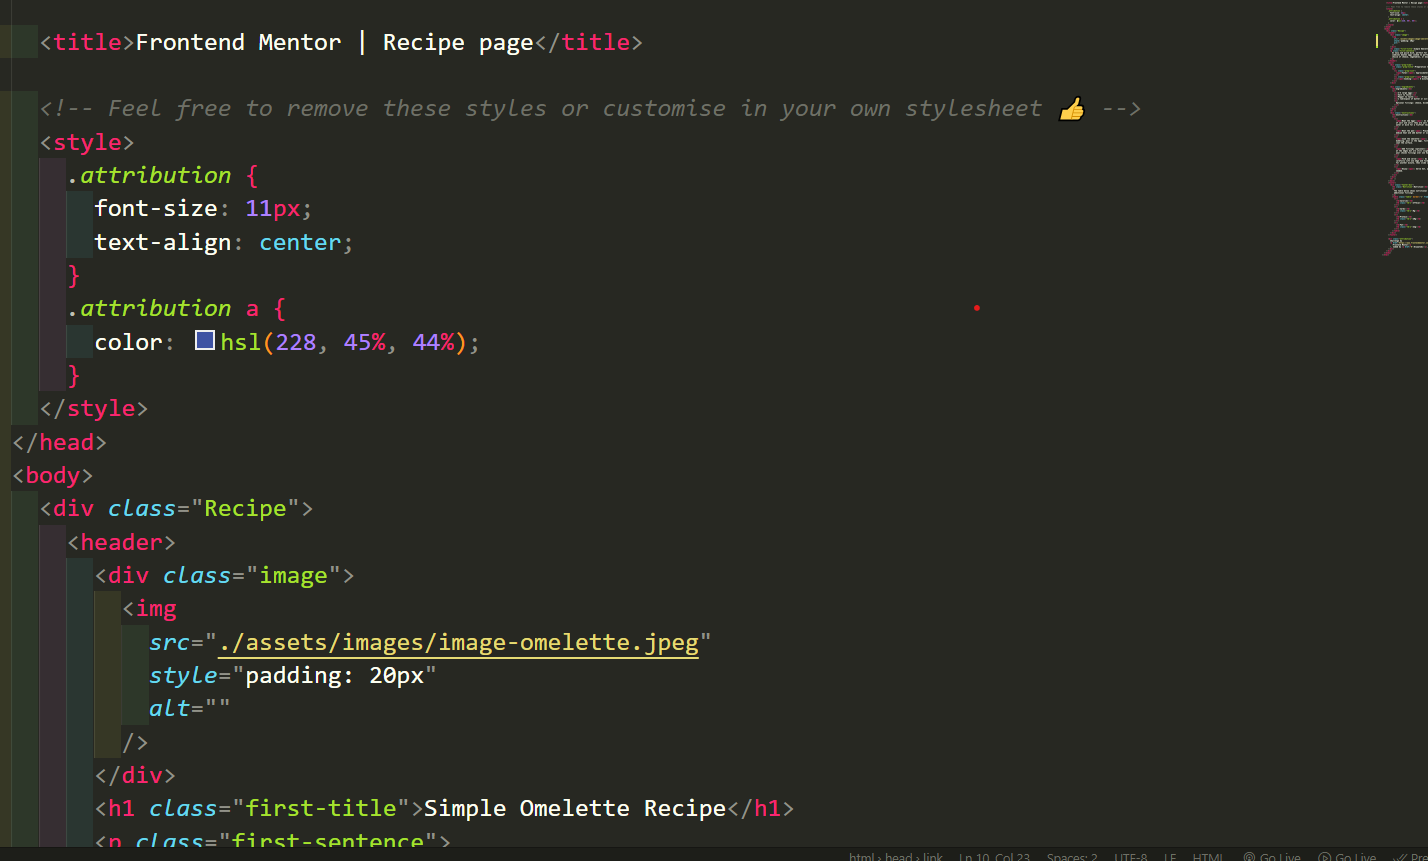 <title>Frontend Mentor | Recipe page</title>
<!-- Feel free to remove these styles or customise in your own stylesheet 👍 -->
<style>
.attribution {
font-size: 11px;
text-align: center;
}
.attribution a {
color: hsl(228, 45%, 44%);
}
</style>
</head>
<body>
<div class="Recipe">
<header>
<div class="image">
<img
src="./assets/images/image-omelette.jpeg"
style="padding: 20px"
alt=""
/>
</div>
<h1 class="first-title">Simple Omelette Recipe</h1>
<p class="first-sentence">
html › head › link Ln 10, Col 23 Spaces: 2 UTF-8 LF HTML Go Live Go Live